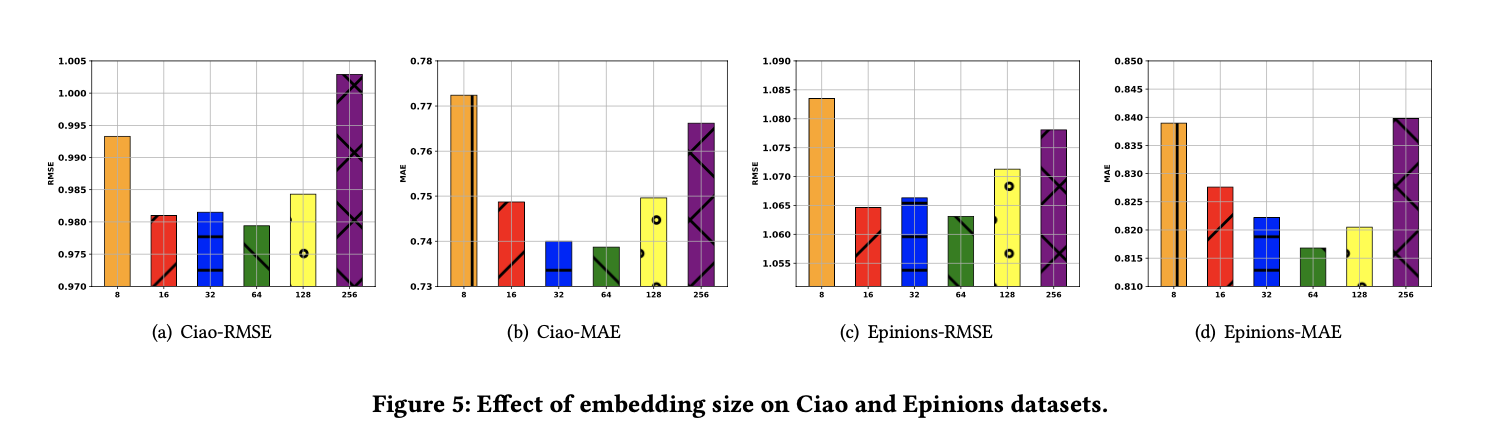 1.005
1.000
0.995
0.990
0.985
0.980
0.975
0.970
RMSE
8 16 32 64 128 256
(a) Ciao-RMSE
0.78
0.77
0.76
0.75
0.74
0.73
MAE
8 16 32 64 128 256
(b) Ciao-MAE
1.090
1.085
1.080
1.075
1.070
1.065
1.060
1.055
RMSE
8 16 32 64 128 256
(c) Epinions-RMSE
0.850
0.845
0.840
0.835
0.830
0.825
0.820
0.815
0.810
MAE
8 16 32 64 128 256
(d) Epinions-MAE
Figure 5: Effect of embedding size on Ciao and Epinions datasets.